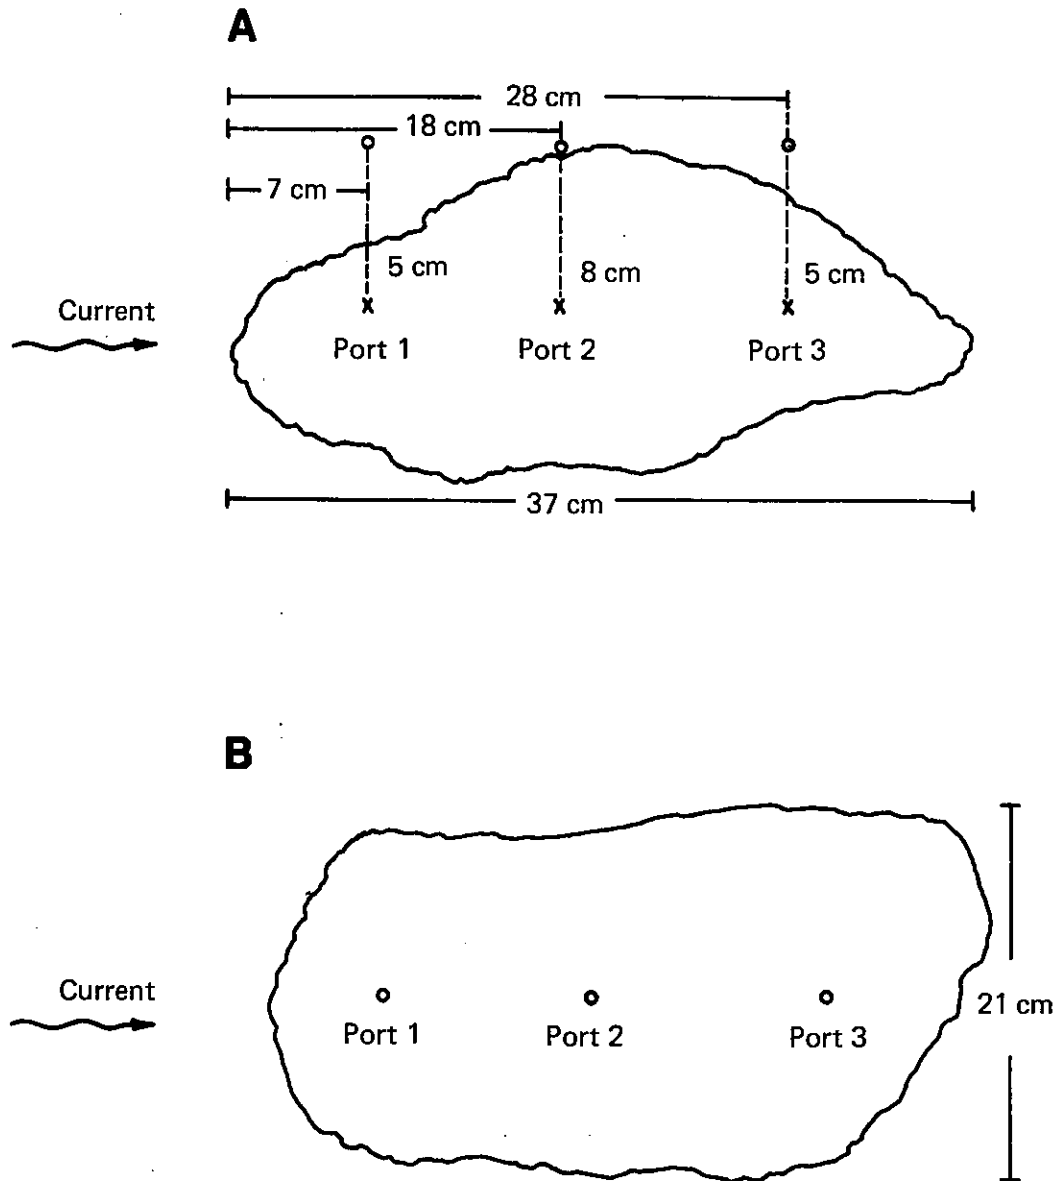 A
28 cm
18 cm
7 cm
5 cm
8 cm
5 cm
Current
x x x
Port 1 Port 2 Port 3
37 cm
B
Current
21 cm
Port 1 Port 2 Port 3